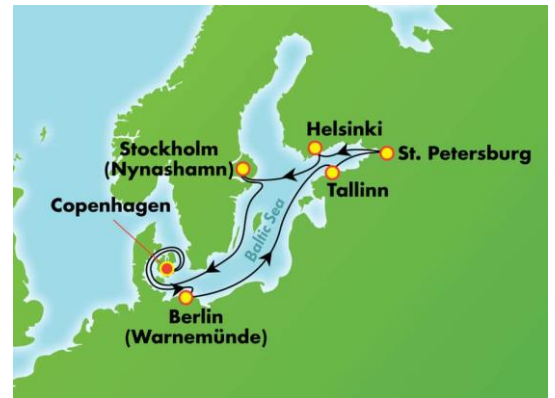 Helsinki
Stockholm
(Nynashamn)
St. Petersburg
Tallinn
Copenhagen
Baltic Sea
Berlin
(Warnemünde)